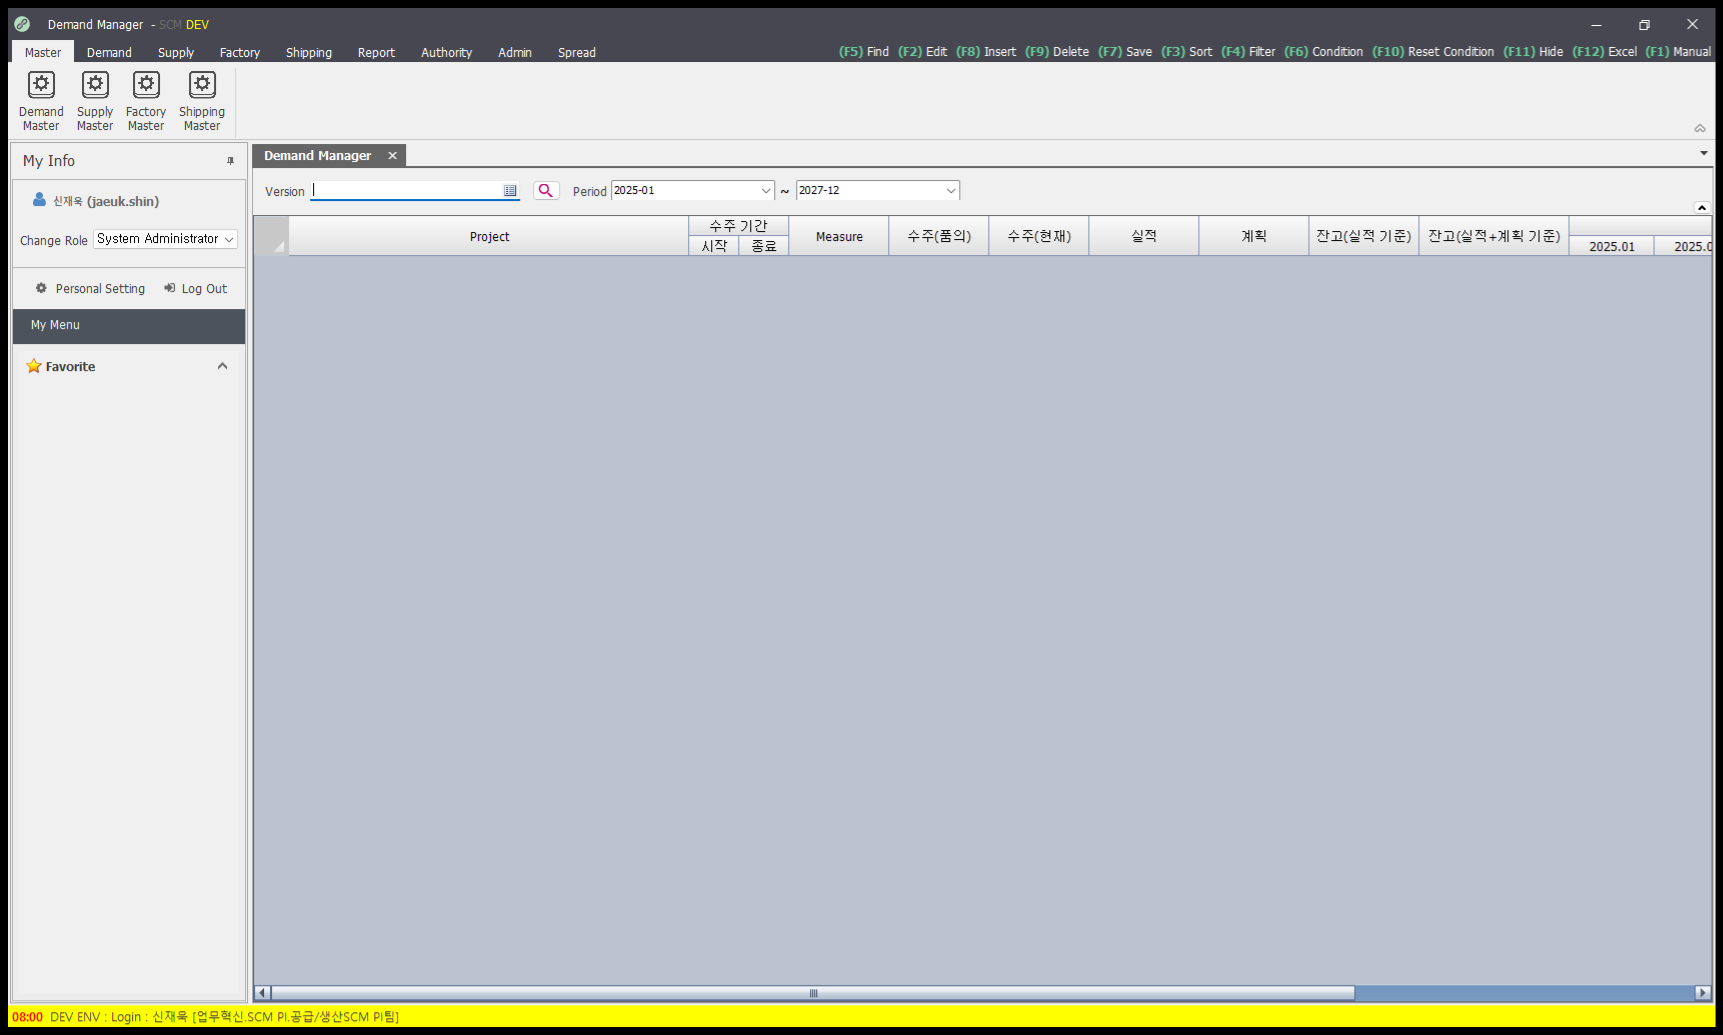 Demand Manager - SCM DEV
Master Demand Supply Factory Shipping Report Authority Admin Spread (F5) Find (F2) Edit (F8) Insert (F9) Delete (F7) Save (F3) Sort (F4) Filter (F6) Condition (F10) Reset Condition (F11) Hide (F12) Excel (F1) Manual
Demand Master
Supply Master
Factory Master
Shipping Master
My Info
신재욱 (jaeuk.shin)
Change Role System Administrator
Personal Setting Log Out
My Menu
Favorite
Demand Manager
Version Period 2025-01 ~ 2027-12
Project 수주 기간 시작 종료 Measure 수주(품의) 수주(현재) 실적 계획 잔고(실적 기준) 잔고(실적+계획 기준) 2025.01 2025.0
08:00 DEV ENV : Login : 신재욱 [업무혁신.SCM PI.공급/생산SCM PI팀]